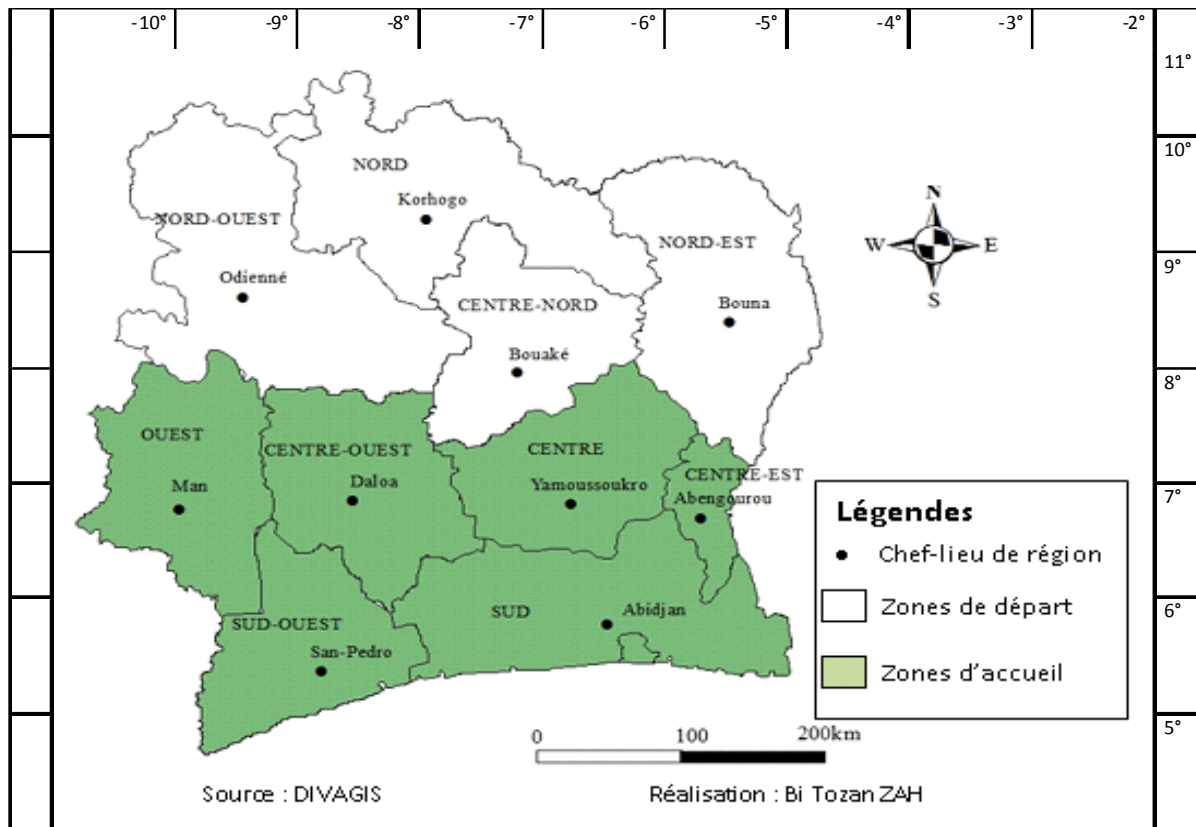 -10° -9° -8° -7° -6° -5° -4° -3° -2°
11°
10°
9°
8°
7°
6°
5°
NORD
Korhogo
NORD-OUEST
Odienné
NORD-EST
Bouna
CENTRE-NORD
Bouaké
N
W E
S
OUEST
Man
CENTRE-OUEST
Daloa
CENTRE
Yamoussoukro
CENTRE-EST
Abengourou
SUD-OUEST
San-Pedro
SUD
Abidjan
Légendes
Chef-lieu de région
Zones de départ
Zones d'accueil
0 100 200km
Source : DIVAGIS
Réalisation : Bi Tozan ZAH